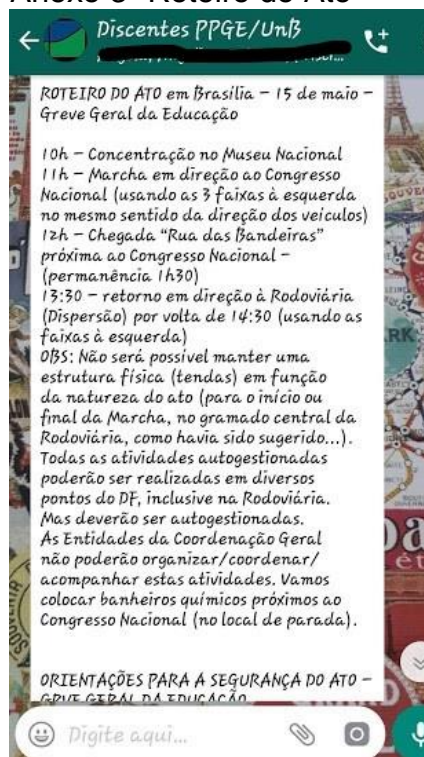 Discentes PPGE/UnB
ROTEIRO DO ATO em Brasília – 15 de maio –
Greve Geral da Educação
10h – Concentração no Museu Nacional
11h – Marcha em direção ao Congresso
Nacional (usando as 3 faixas à esquerda
no mesmo sentido da direção dos veículos)
12h – Chegada “Rua das Bandeiras”
próxima ao Congresso Nacional –
(permanência 1h30)
13:30 – retorno em direção à Rodoviária
(Dispersão) por volta de 14:30 (usando as
faixas à esquerda)
OBS: Não será possível manter uma
estrutura física (tendas) em função
da natureza do ato (para o início ou
final da Marcha, no gramado central da
Rodoviária, como havia sido sugerido...).
Todas as atividades autogestionadas
poderão ser realizadas em diversos
pontos do DF, inclusive na Rodoviária.
Mas deverão ser autogestionadas.
As Entidades da Coordenação Geral
não poderão organizar/coordenar/
acompanhar estas atividades. Vamos
colocar banheiros químicos próximos ao
Congresso Nacional (no local de parada).
ORIENTAÇÕES PARA A SEGURANÇA DO ATO –
GERAL DA EDUCAÇÃO
Digite aqui...